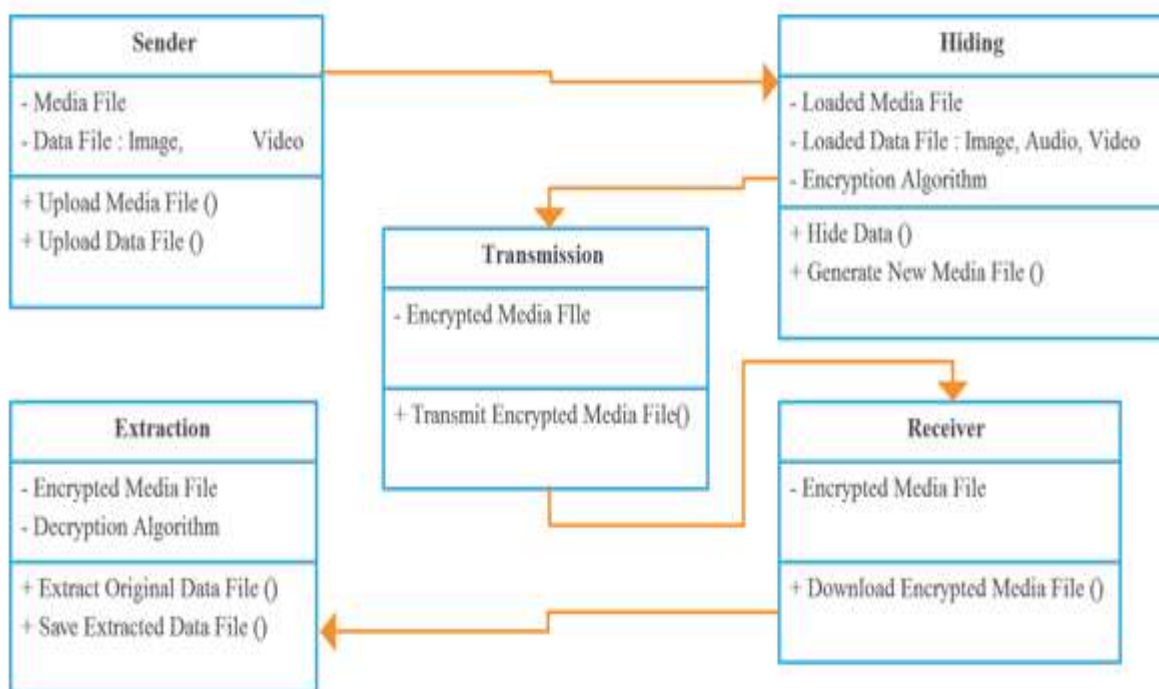 Sender
- Media File
- Data File : Image, Video
+ Upload Media File ()
+ Upload Data File ()
Hiding
- Loaded Media File
- Loaded Data File : Image, Audio, Video
- Encryption Algorithm
+ Hide Data ()
+ Generate New Media File ()
Transmission
- Encrypted Media FIle
+ Transmit Encrypted Media File()
Extraction
- Encrypted Media File
- Decryption Algorithm
+ Extract Original Data File ()
+ Save Extracted Data File ()
Receiver
- Encrypted Media File
+ Download Encrypted Media File ()